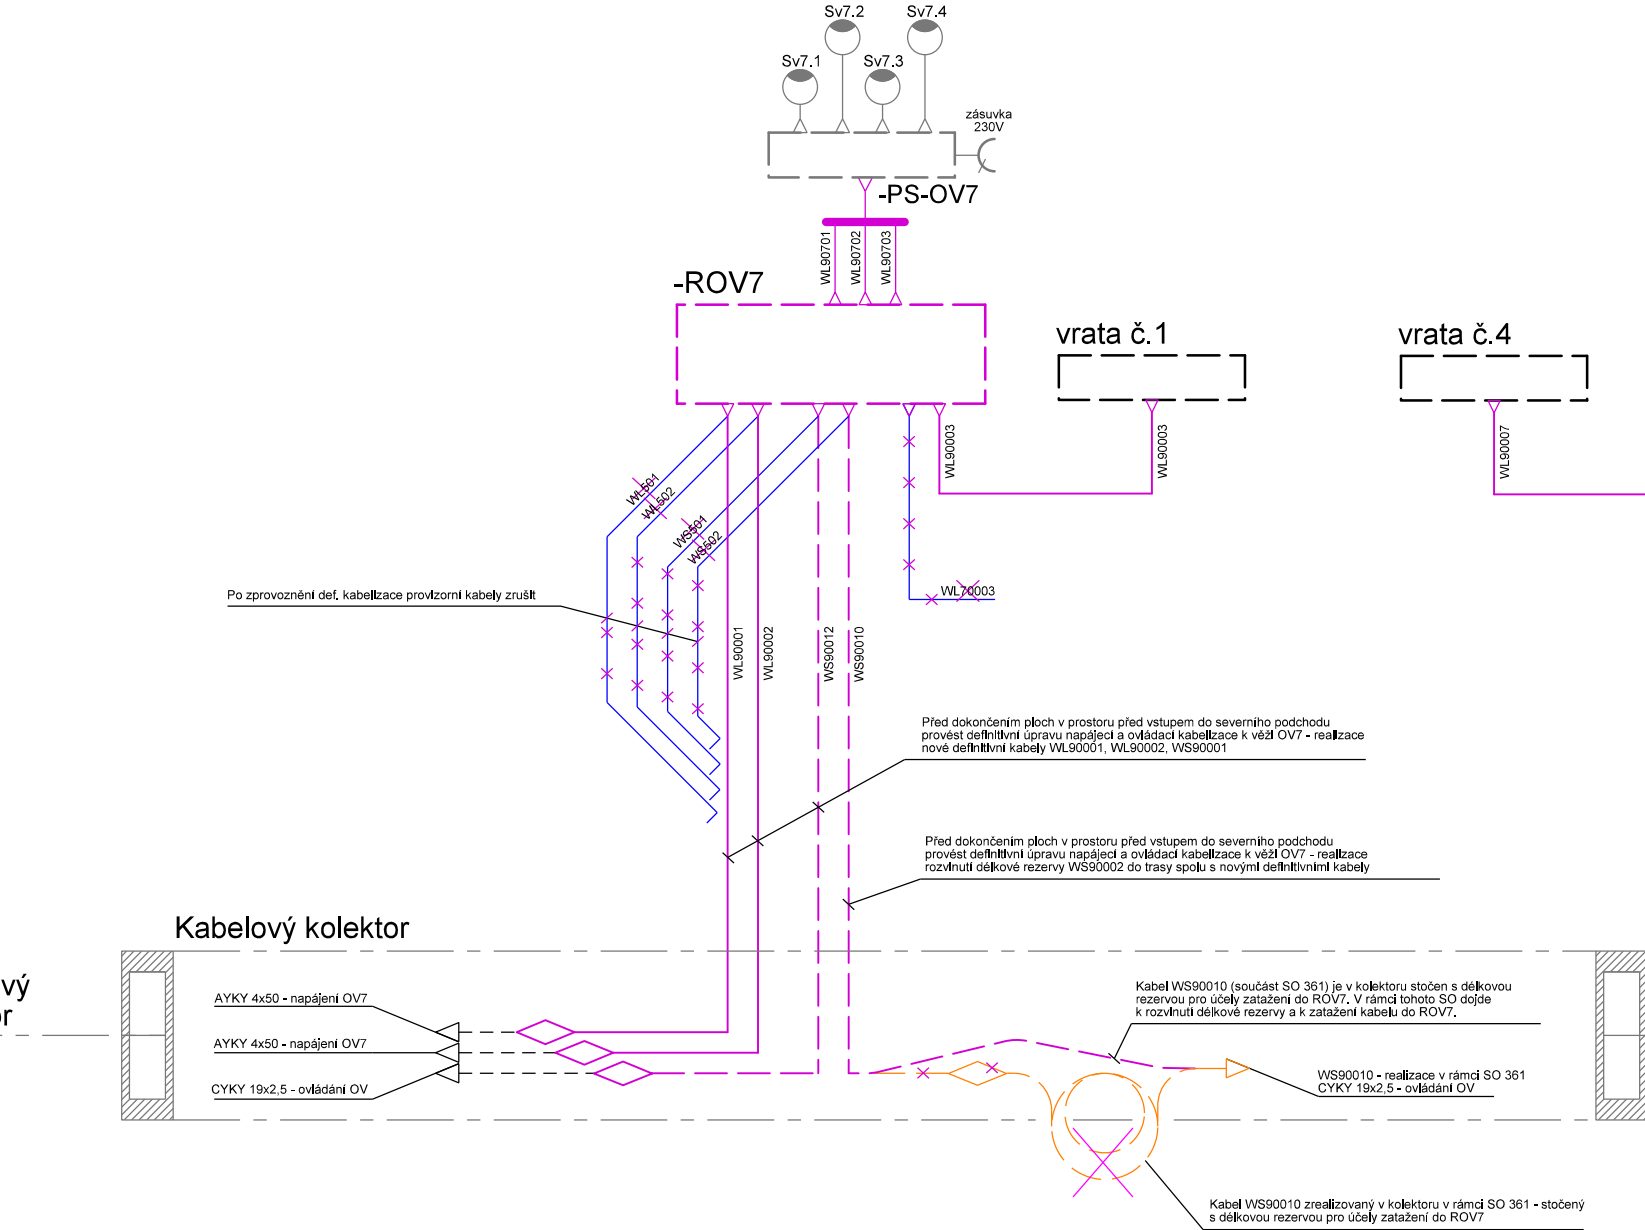 Sv7.2
Sv7.4
Sv7.1
Sv7.3
zásuvka
230V
-PS-OV7
WL90701
WL90702
WL90703
-ROV7
vrata č.1
vrata č.4
WL90003
WL90003
WL90007
WL501
WL502
WS501
WS502
WL70003
Po zprovoznění def. kabelizace provizorní kabely zrušit
WL90001
WL90002
WS90012
WS90010
Před dokončením ploch v prostoru před vstupem do severního podchodu
provést definitivní úpravu napájecí a ovládací kabelizace k věži OV7 - realizace
nové definitivní kabely WL90001, WL90002, WS90001
Před dokončením ploch v prostoru před vstupem do severního podchodu
provést definitivní úpravu napájecí a ovládací kabelizace k věži OV7 - realizace
rozvinutí délkové rezervy WS90002 do trasy spolu s novými definitivními kabely
Kabelový kolektor
vý
or
AYKY 4x50 - napájení OV7
AYKY 4x50 - napájení OV7
CYKY 19x2,5 - ovládání OV
Kabel WS90010 (součást SO 361) je v kolektoru stočen s délkovou
rezervou pro účely zatažení do ROV7. V rámci tohoto SO dojde
k rozvinutí délkové rezervy a k zatažení kabelu do ROV7.
WS90010 - realizace v rámci SO 361
CYKY 19x2,5 - ovládání OV
Kabel WS90010 zrealizovaný v kolektoru v rámci SO 361 - stočený
s délkovou rezervou pro účely zatažení do ROV7